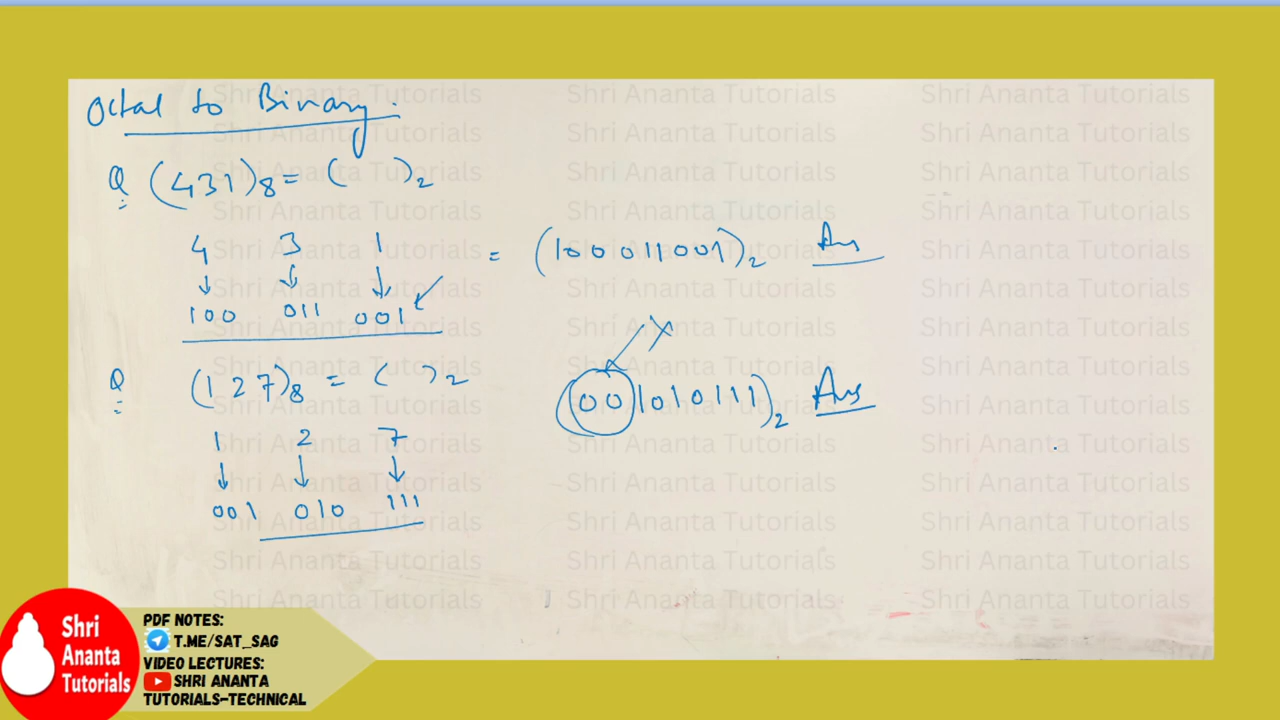 Octal to Binary.
Q (431)8 = (     )2
4 3 1
↓ ↓ ↓
100 011 001 = (100011001)2 Ans
Q (127)8 = (     )2
1 2 7
↓ ↓ ↓
001 010 111
(001010111)2 Ans
Shri Ananta Tutorials
Shri
Ananta
Tutorials
PDF NOTES:
T.ME/SAT_SAG
VIDEO LECTURES:
SHRI ANANTA
TUTORIALS-TECHNICAL